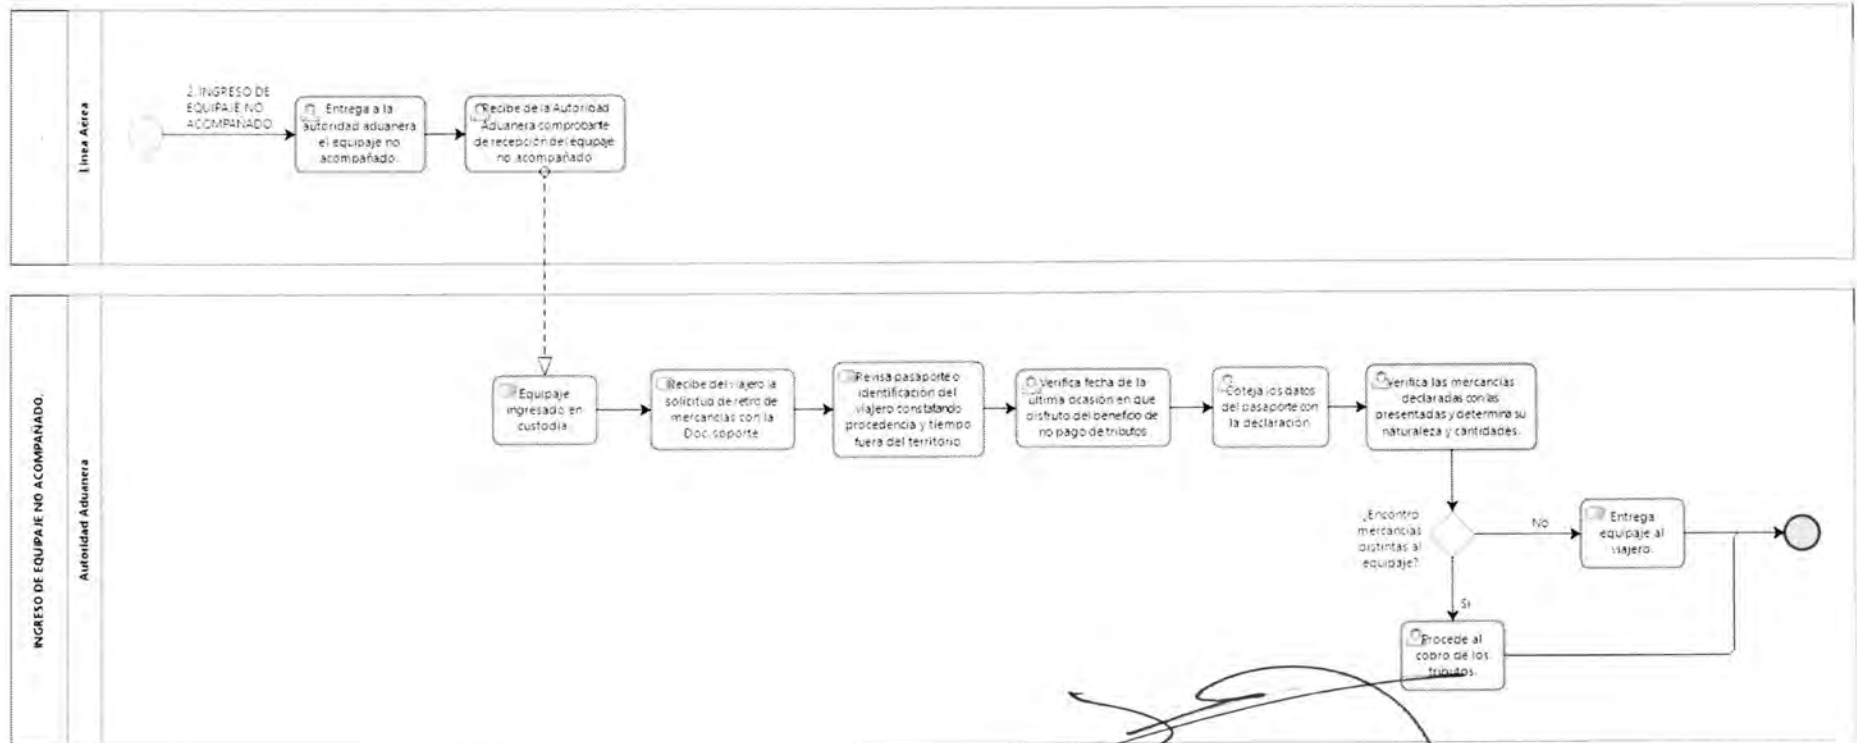 Línea Aérea
2. INGRESO DE
EQUIPAJE NO
ACOMPAÑADO
Entrega a la
autoridad aduanera
el equipaje no
acompañado.
Recibe de la Autoridad
Aduanera comprobante
de recepción del equipaje
no acompañado
INGRESO DE EQUIPAJE NO ACOMPAÑADO.
Autoridad Aduanera
Equipaje
ingresado en
custodia.
Recibe del viajero la
solicitud de retiro de
mercancías con la
Doc. soporte
Revisa pasaporte o
identificación del
viajero constatando
procedencia y tiempo
fuera del territorio
Verifica fecha de la
última ocasión en que
disfruto del beneficio de
no pago de tributos
Coteja los datos
del pasaporte con
la declaración
Verifica las mercancías
declaradas con las
presentadas y determina su
naturaleza y cantidades.
¿Encontro
mercancías
distintas al
equipaje?
No
Entrega
equipaje al
viajero.
Si
Procede al
cobro de los
tributos.